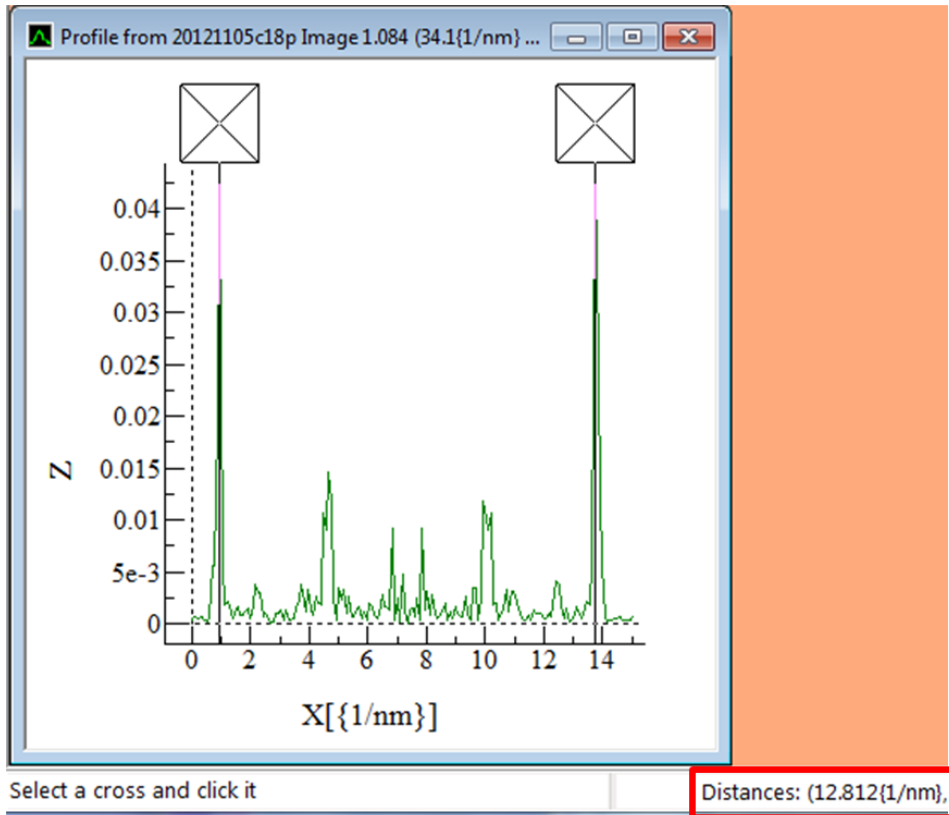 Profile from 20121105c18p Image 1.084 (34.1{1/nm} ...
0.04
0.035
0.03
0.025
0.02
0.015
0.01
5e-3
0
Z
0 2 4 6 8 10 12 14
X[{1/nm}]
Select a cross and click it
Distances: (12.812{1/nm},